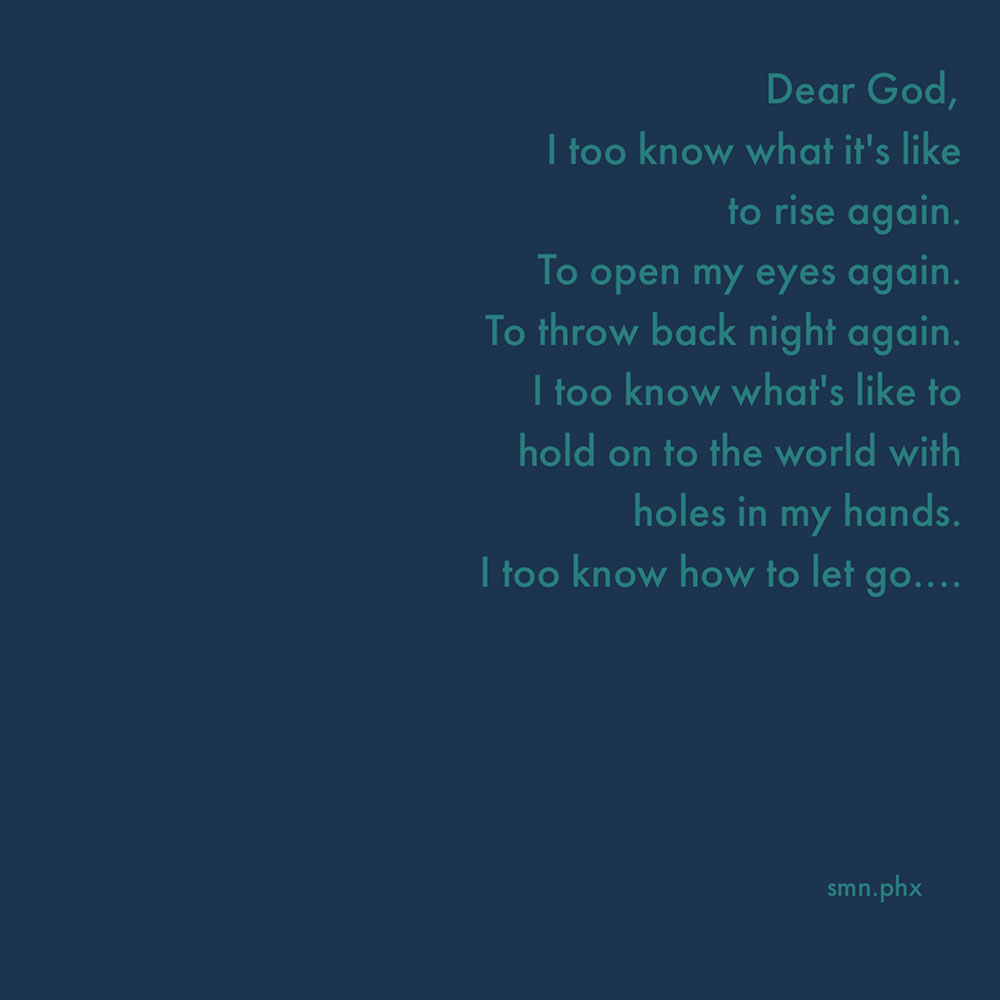 Dear God,
I too know what it's like
to rise again.
To open my eyes again.
To throw back night again.
I too know what's like to
hold on to the world with
holes in my hands.
I too know how to let go....
smn.phx